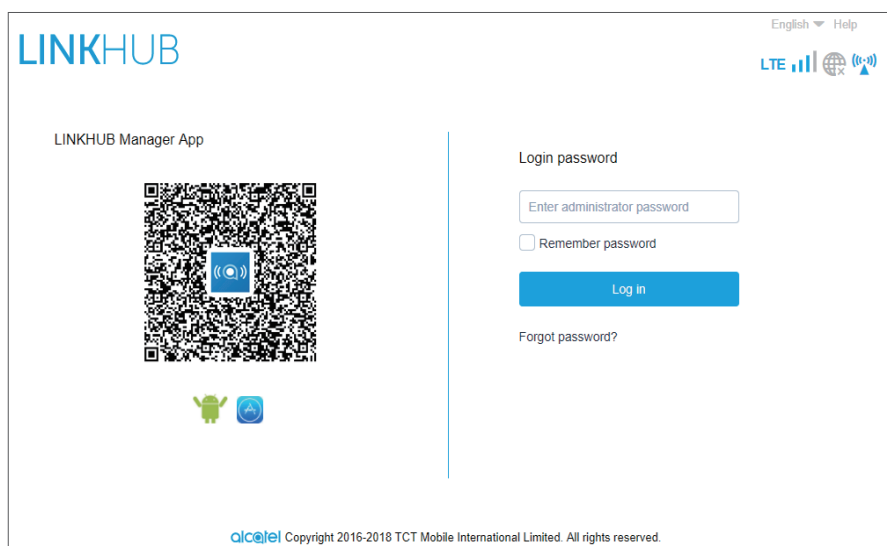 English Help
LINKHUB
LTE
LINKHUB Manager App
Login password
Enter administrator password
Remember password
Log in
Forgot password?
alcatel Copyright 2016-2018 TCT Mobile International Limited. All rights reserved.